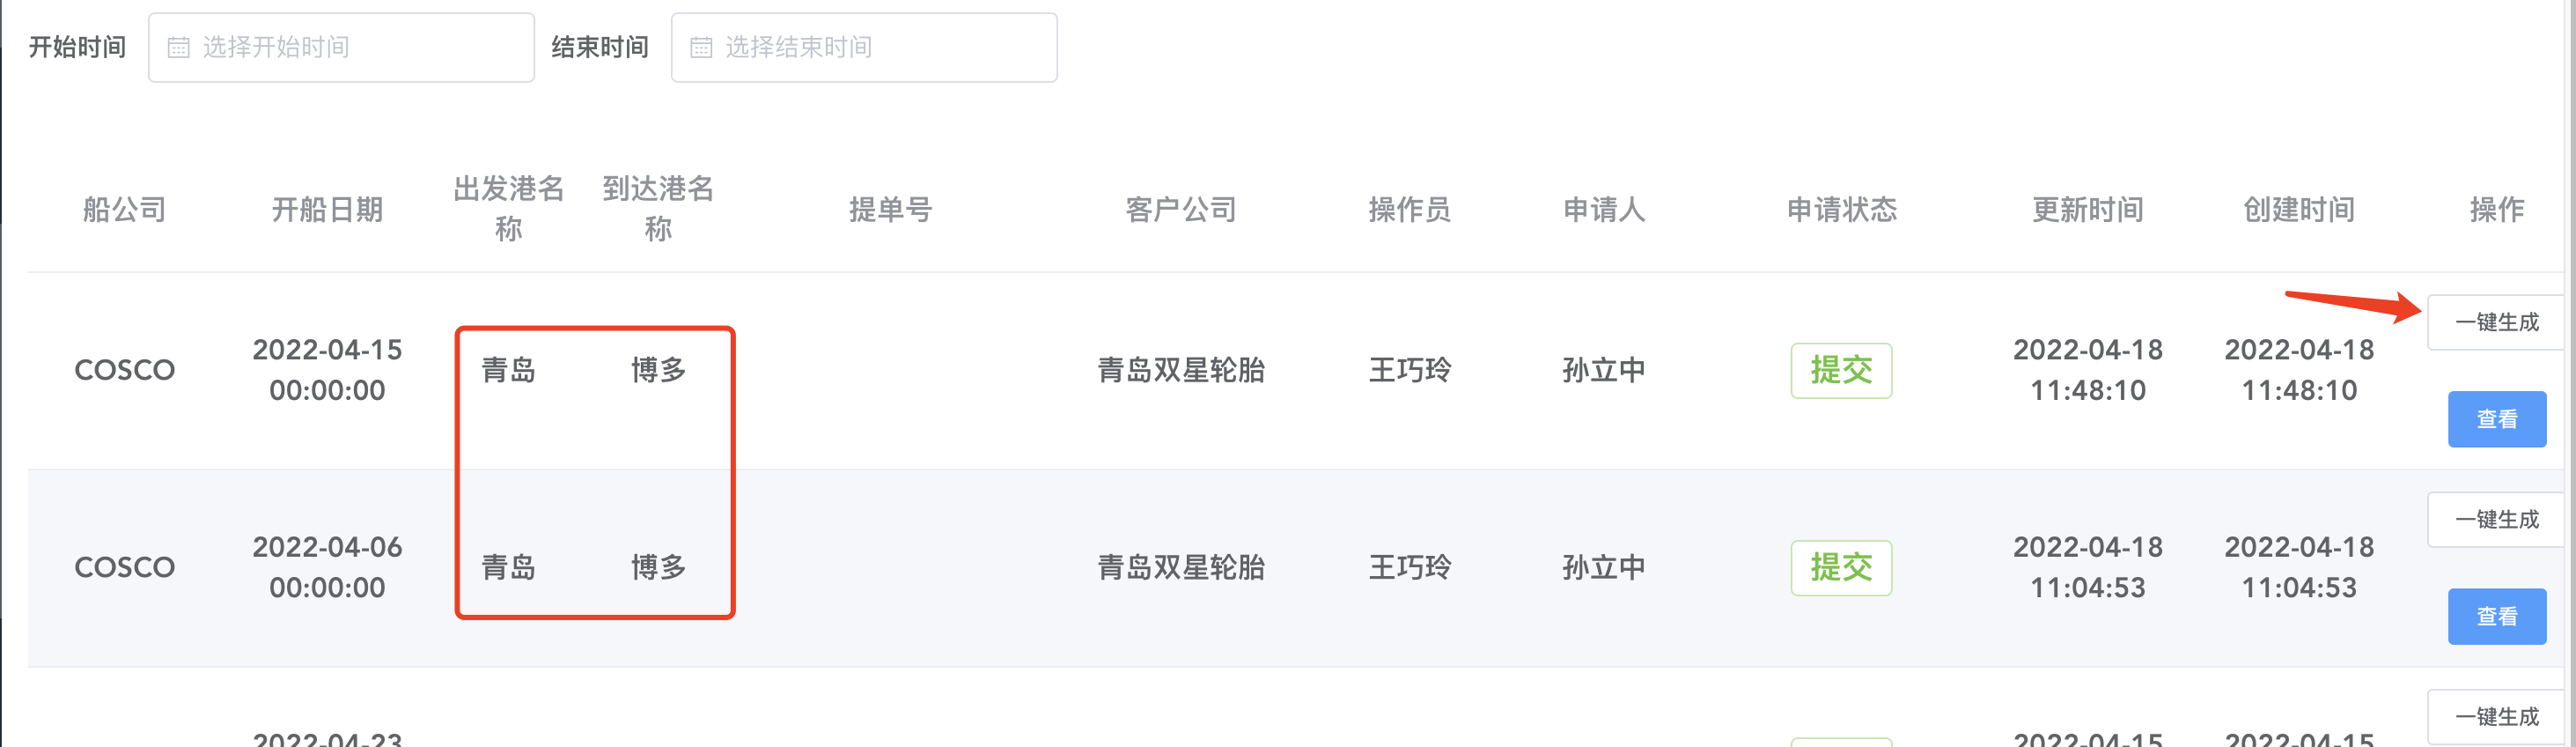 开始时间 选择开始时间 结束时间 选择结束时间
船公司 开船日期 出发港名称 到达港名称 提单号 客户公司 操作员 申请人 申请状态 更新时间 创建时间 操作
一键生成
COSCO 2022-04-15 00:00:00 青岛 博多 青岛双星轮胎 王巧玲 孙立中 提交 2022-04-18 11:48:10 2022-04-18 11:48:10
查看
一键生成
COSCO 2022-04-06 00:00:00 青岛 博多 青岛双星轮胎 王巧玲 孙立中 提交 2022-04-18 11:04:53 2022-04-18 11:04:53
查看
一键生成
2022-04-23 2022-04-15 2022-04-15